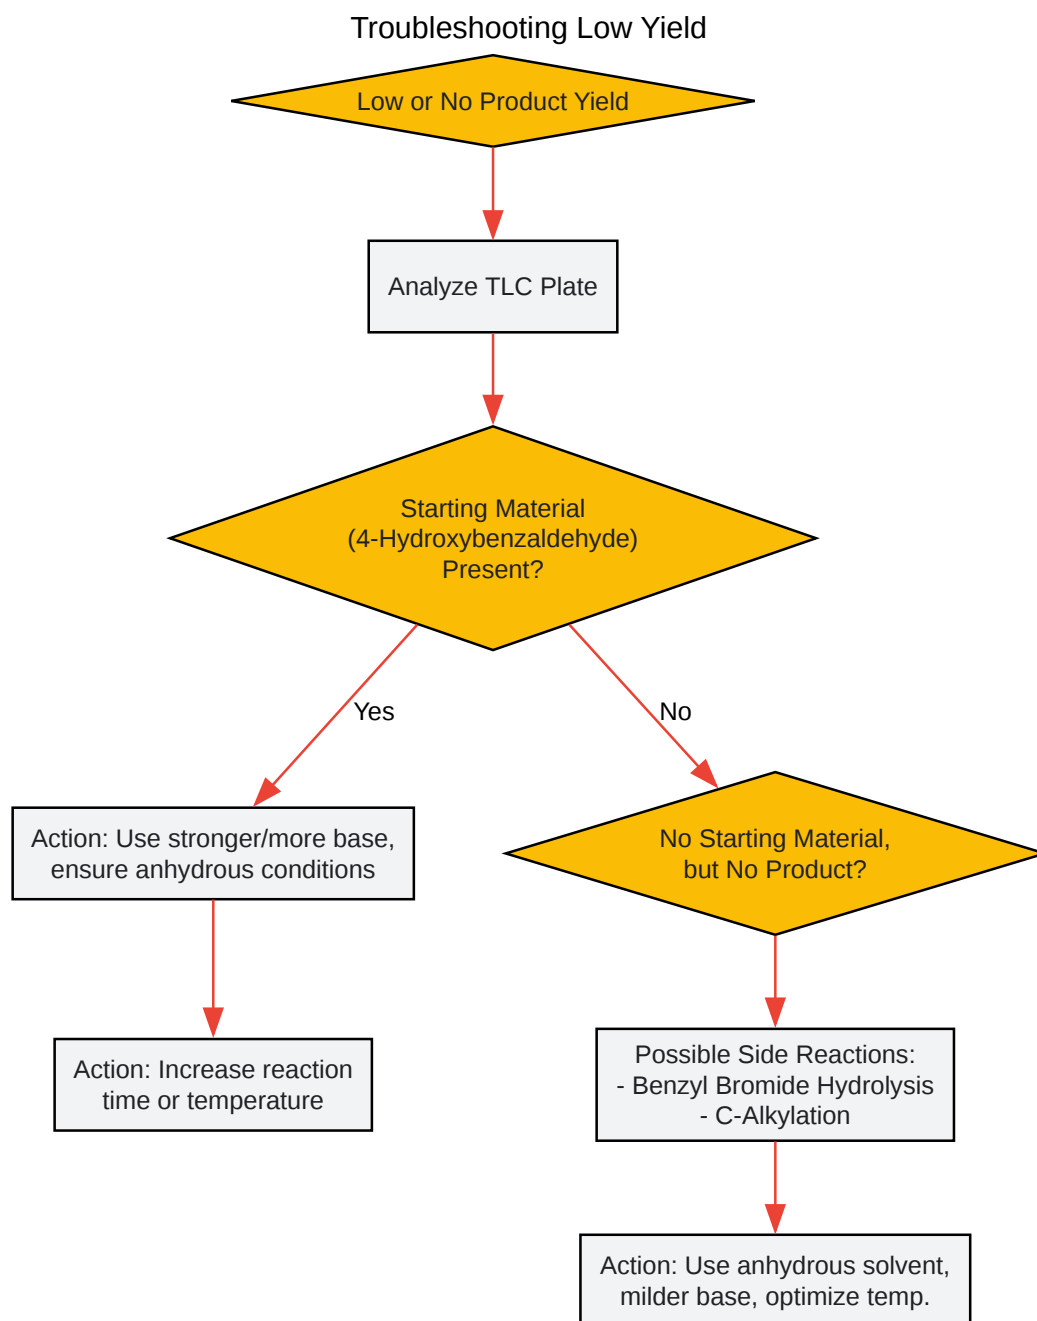 Troubleshooting Low Yield
Low or No Product Yield
Analyze TLC Plate
Starting Material
(4-Hydroxybenzaldehyde)
Present?
Yes
No
Action: Use stronger/more base,
ensure anhydrous conditions
No Starting Material,
but No Product?
Action: Increase reaction
time or temperature
Possible Side Reactions:
- Benzyl Bromide Hydrolysis
- C-Alkylation
Action: Use anhydrous solvent,
milder base, optimize temp.